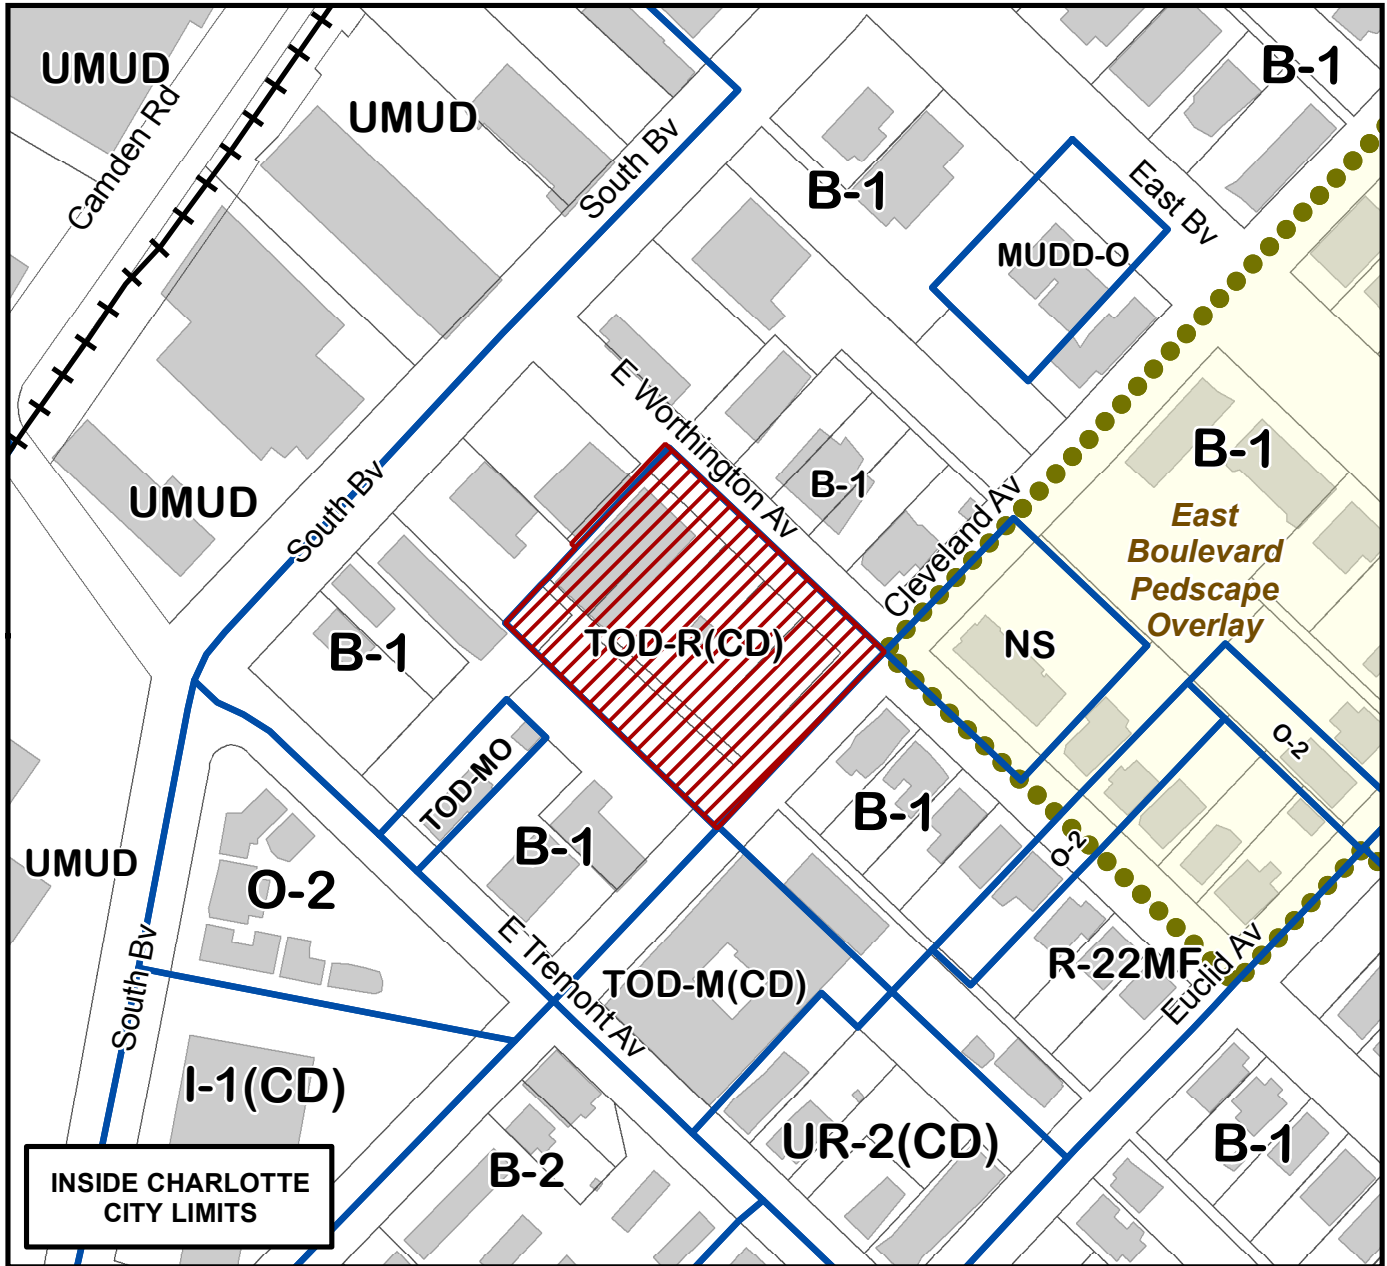 UMUD
Camden Rd
UMUD
South Bv
B-1
B-1
East Bv
MUDD-O
E Worthington Av
B-1
B-1
East
Boulevard
Pedscape
Overlay
UMUD
South Bv
Cleveland Av
B-1
TOD-R(CD)
NS
O-2
TOD-MO
B-1
B-1
O-2
UMUD
O-2
South Bv
E Tremont Av
TOD-M(CD)
R-22MF
Euclid Av
I-1(CD)
B-2
UR-2(CD)
B-1
INSIDE CHARLOTTE
CITY LIMITS